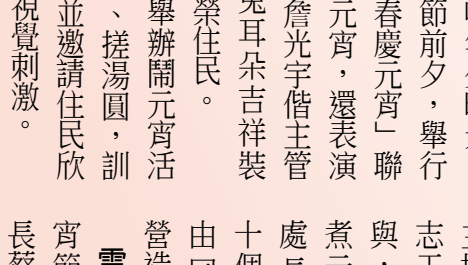 節前夕，舉行
春慶元宵」聯
元宵，還表演
詹光宇偕主管
兔耳朵吉祥裝
榮住民。
舉辦鬧元宵活
、搓湯圓，訓
並邀請住民欣
視覺刺激。
志
與，
煮元
處
十個
由
營造
宵節
長蔡